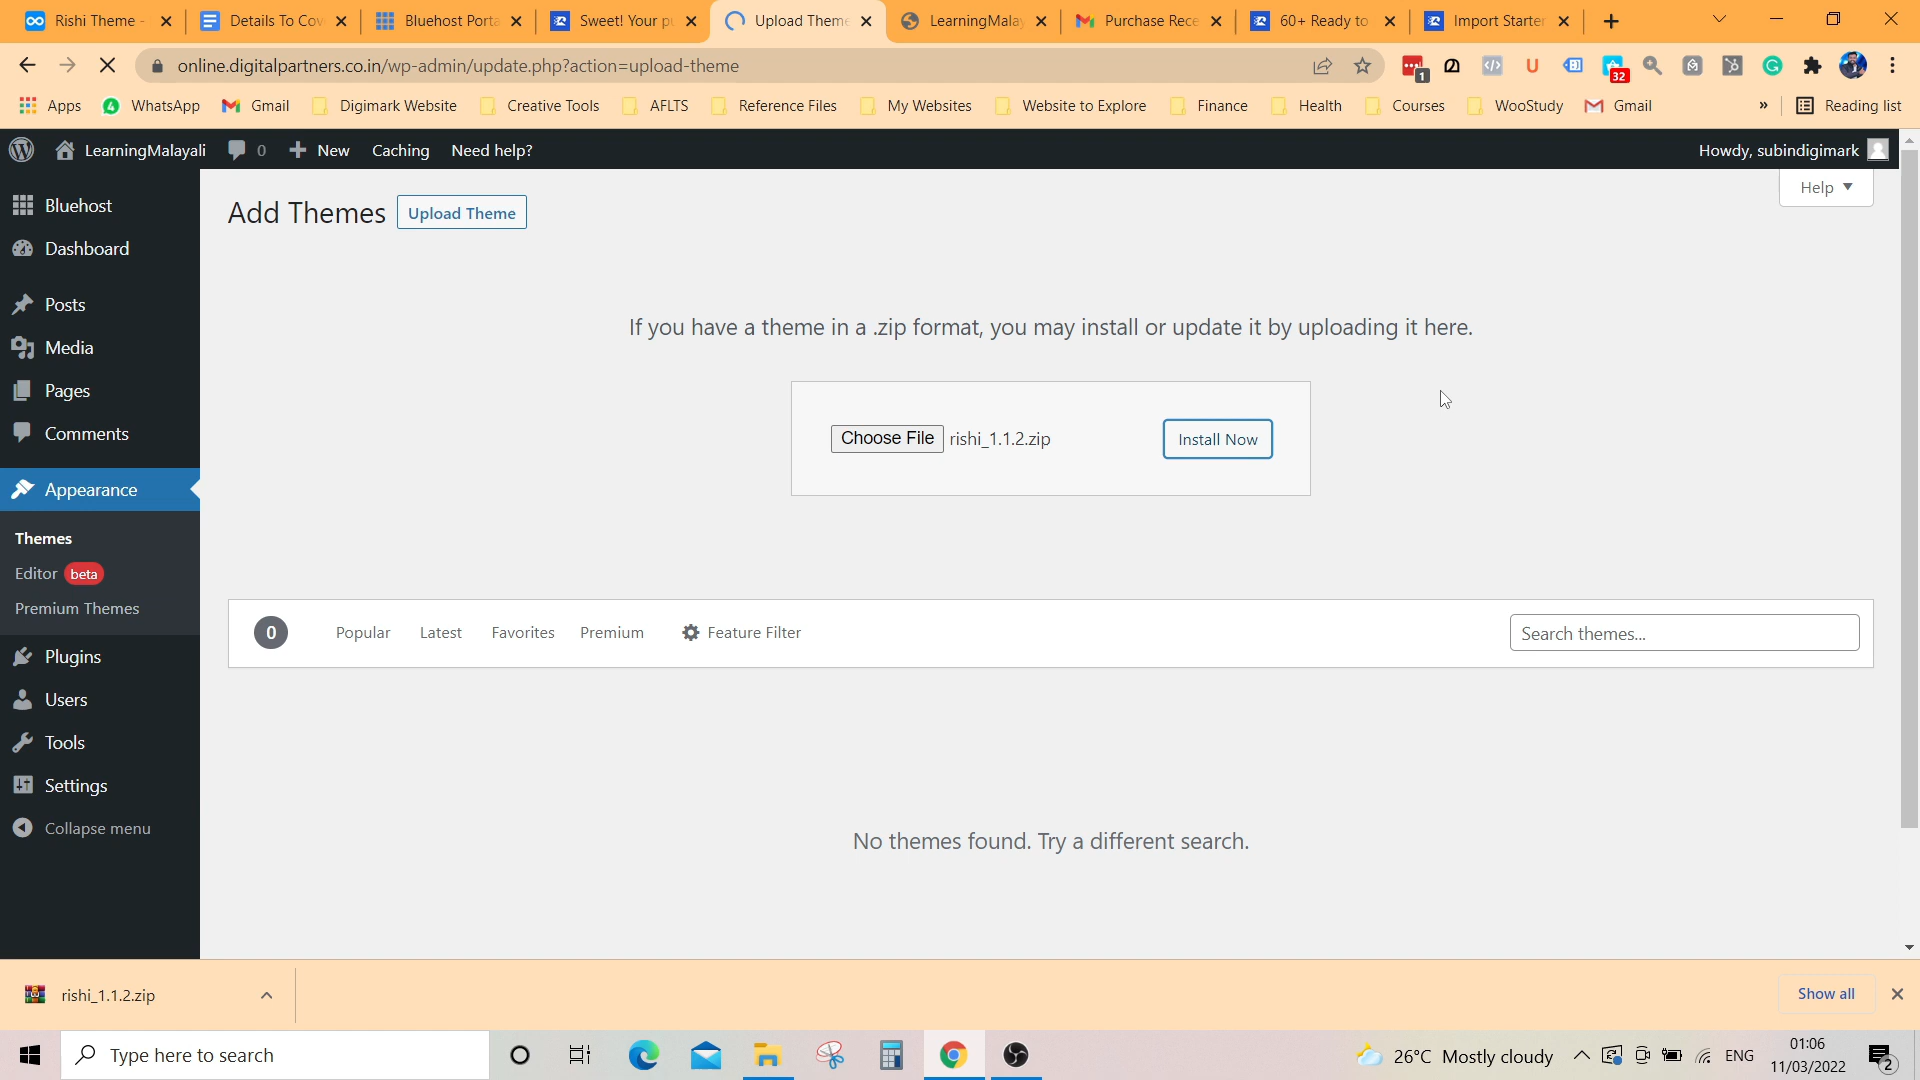 Rishi Theme -
Details To Cov
Bluehost Porta
Sweet! Your pu
Upload Theme
LearningMalay
Purchase Rece
60+ Ready to
Import Starter
online.digitalpartners.co.in/wp-admin/update.php?action=upload-theme
1
U
32
Apps
4 WhatsApp
Gmail
Digimark Website
Creative Tools
AFLTS
Reference Files
My Websites
Website to Explore
Finance
Health
Courses
WooStudy
Gmail
»
Reading list
LearningMalayali
0
New
Caching
Need help?
Howdy, subindigimark
Bluehost
Dashboard
Posts
Media
Pages
Comments
Appearance
Themes
Editor beta
Premium Themes
Plugins
Users
Tools
Settings
Collapse menu
Add Themes
Upload Theme
Help
If you have a theme in a .zip format, you may install or update it by uploading it here.
Choose File rishi_1.1.2.zip
Install Now
0
Popular
Latest
Favorites
Premium
Feature Filter
Search themes...
No themes found. Try a different search.
rishi_1.1.2.zip
Show all
Type here to search
26°C Mostly cloudy
ENG
01:06
11/03/2022
2